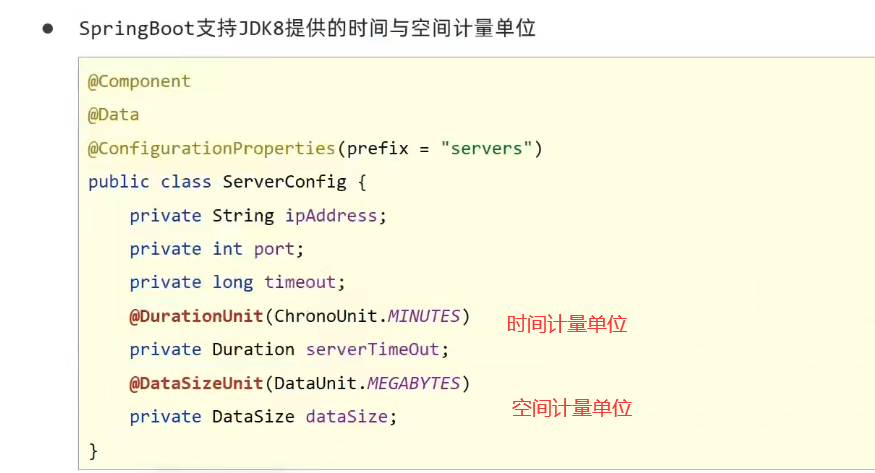 ● SpringBoot支持JDK8提供的时间与空间计量单位
@Component
@Data
@ConfigurationProperties(prefix = "servers")
public class ServerConfig {
    private String ipAddress;
    private int port;
    private long timeout;
    @DurationUnit(ChronoUnit.MINUTES) 时间计量单位
    private Duration serverTimeOut;
    @DataSizeUnit(DataUnit.MEGABYTES)
    private DataSize dataSize; 空间计量单位
}